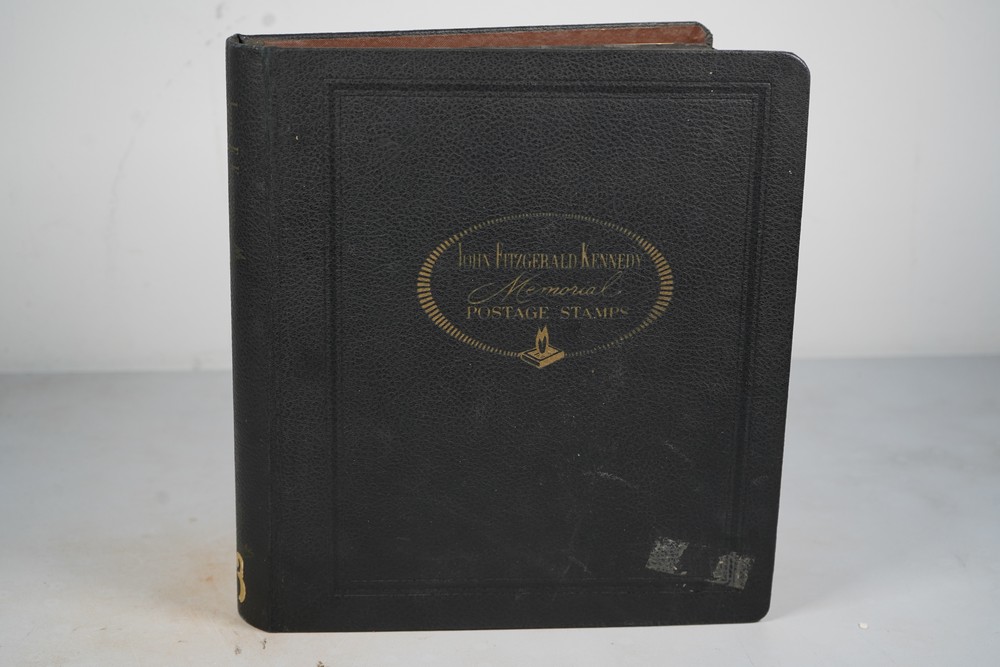 JOHN FITZGERALD KENNEDY
Memorial
POSTAGE STAMPS